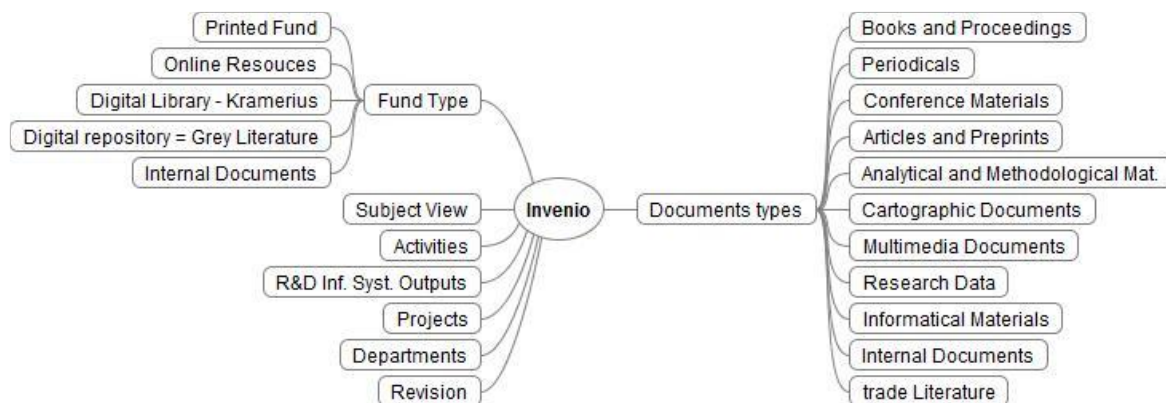 Printed Fund
Online Resouces
Digital Library - Kramerius
Digital repository = Grey Literature
Internal Documents
Fund Type
Subject View
Activities
R&D Inf. Syst. Outputs
Projects
Departments
Revision
Invenio
Documents types
Books and Proceedings
Periodicals
Conference Materials
Articles and Preprints
Analytical and Methodological Mat.
Cartographic Documents
Multimedia Documents
Research Data
Informatical Materials
Internal Documents
trade Literature